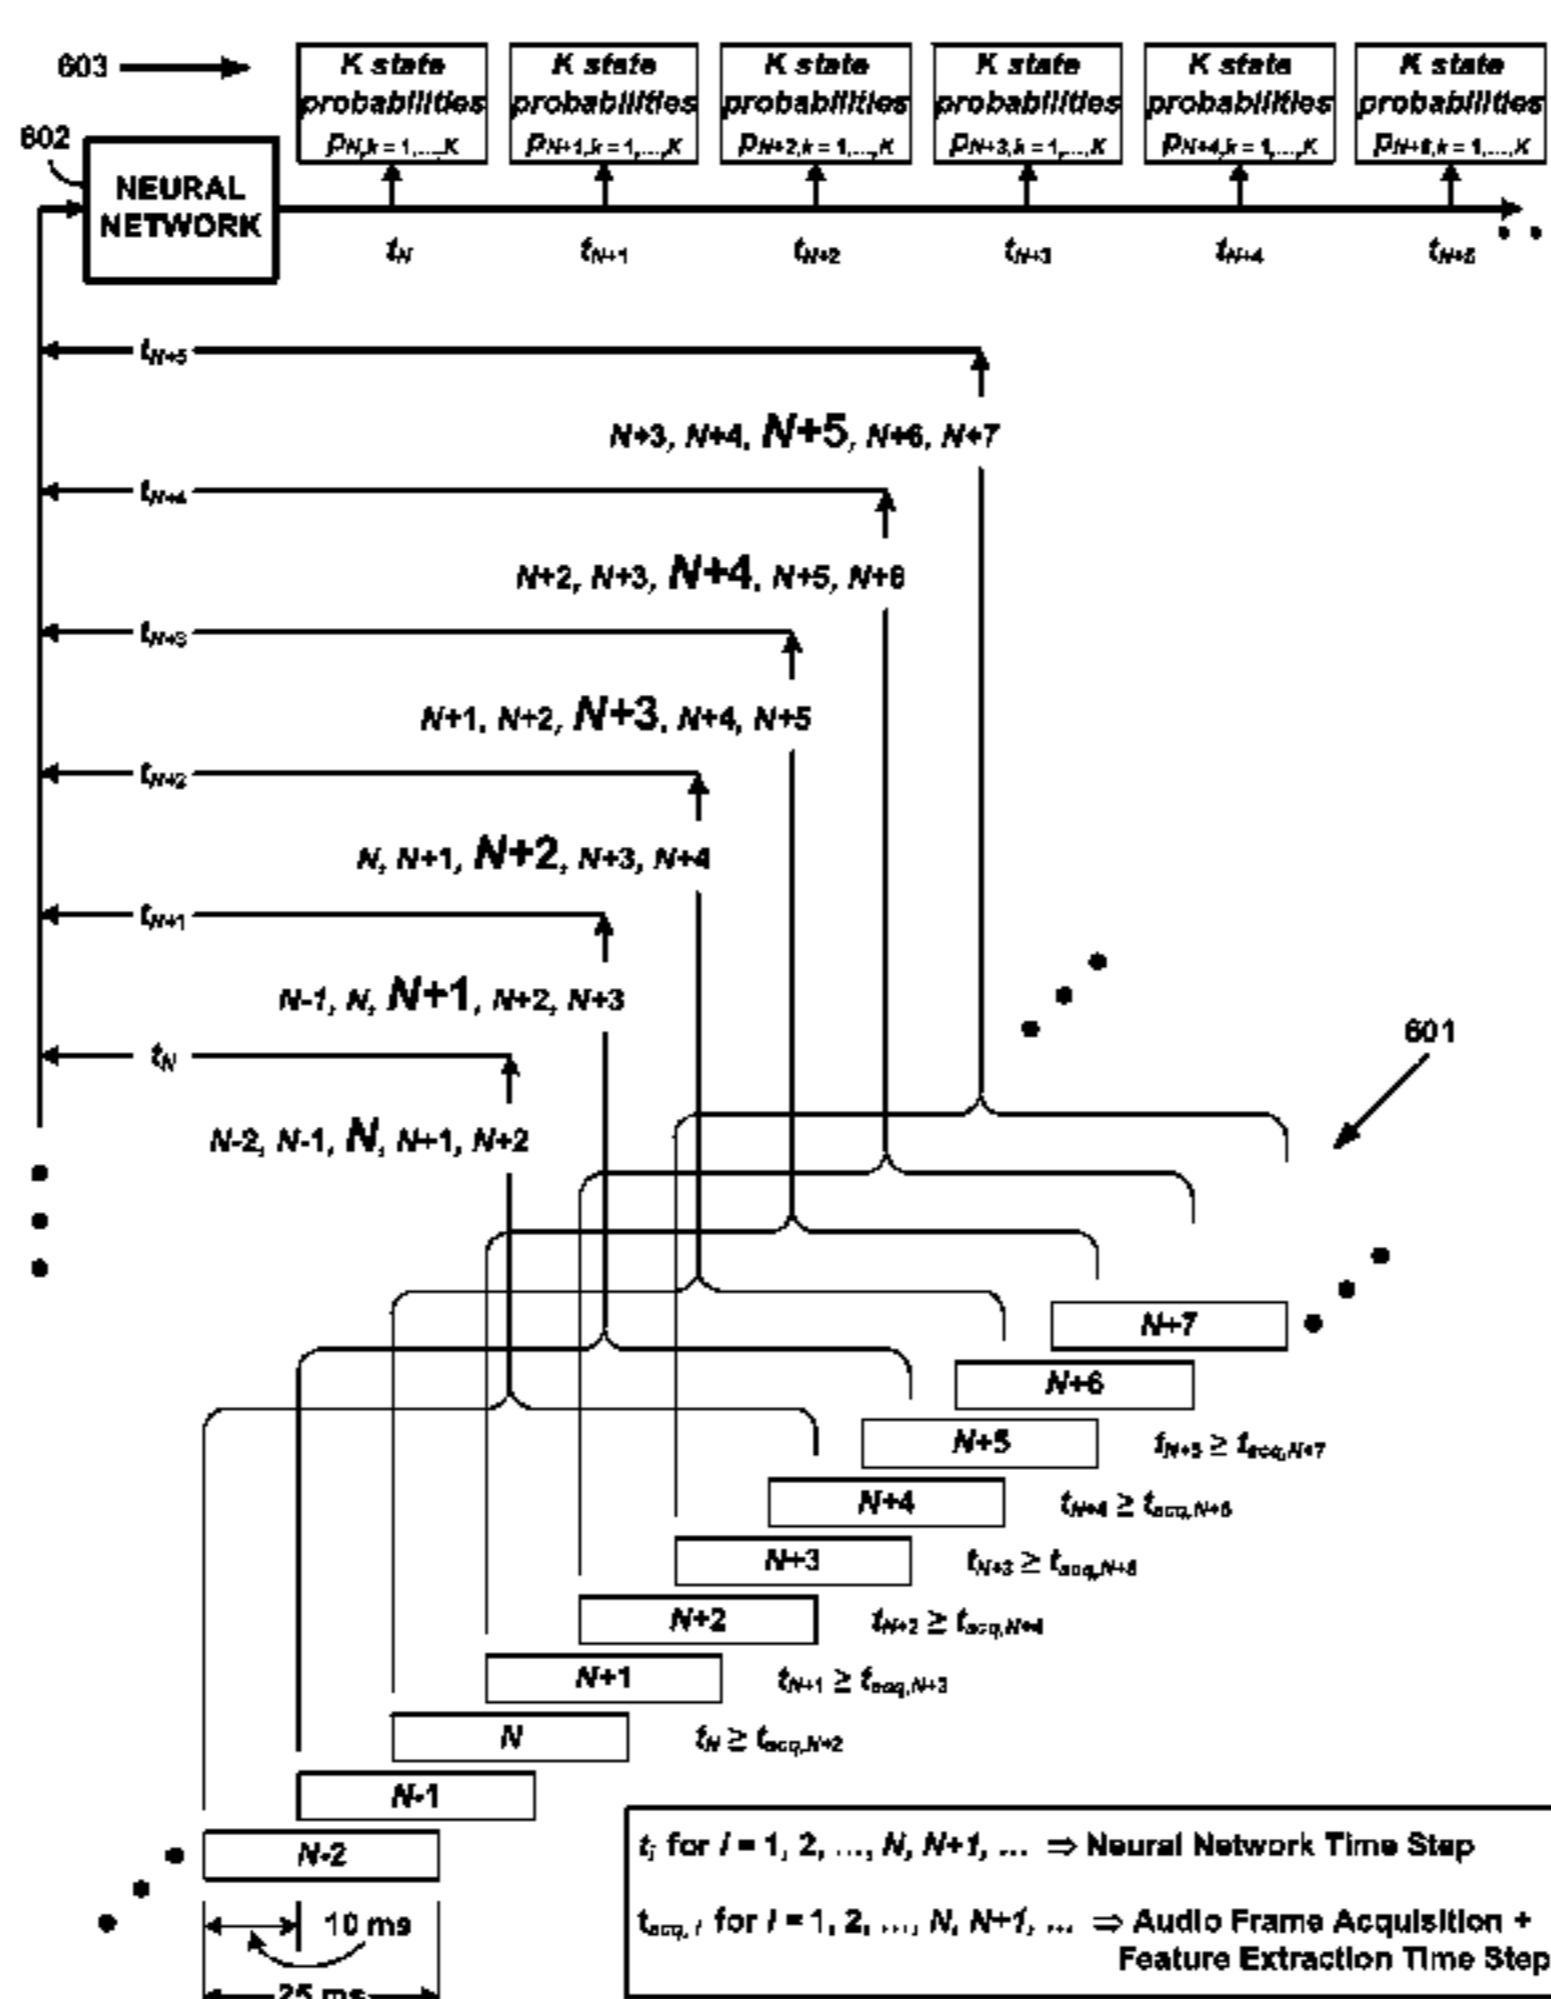 603
K state probabilities pN,k = 1,...,K
K state probabilities pN+1,k = 1,...,K
K state probabilities pN+2,k = 1,...,K
K state probabilities pN+3,k = 1,...,K
K state probabilities pN+4,k = 1,...,K
K state probabilities k = 1,...,K
602
NEURAL
NETWORK
tN
tN+1
tN+2
tN+3
tN+4
tN+5
tN+5
N+3, N+4, N+5, N+6, N+7
tN+4
N+2, N+3, N+4, N+5, N+6
tN+3
N+1, N+2, N+3, N+4, N+5
tN+2
N, N+1, N+2, N+3, N+4
tN+1
N-1, N, N+1, N+2, N+3
tN
N-2, N-1, N, N+1, N+2
601
N+7
N+6
N+5
tN+5 ≥ tacq,N+7
N+4
tN+4 ≥ tacq,N+6
N+3
tN+3 ≥ tacq,N+5
N+2
tN+2 ≥ tacq,N+4
N+1
tN+1 ≥ tacq,N+3
N
tN ≥ tacq,N+2
N-1
N-2
10 ms
25 ms
ti for i = 1, 2, ..., N, N+1, ... ⇒ Neural Network Time Step
tacq, i for i = 1, 2, ..., N, N+1, ... ⇒ Audio Frame Acquisition +
Feature Extraction Time Step